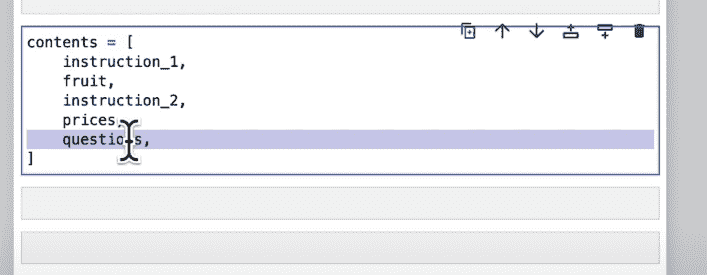 contents = [
    instruction_1,
    fruit,
    instruction_2,
    prices,
    questions,
]